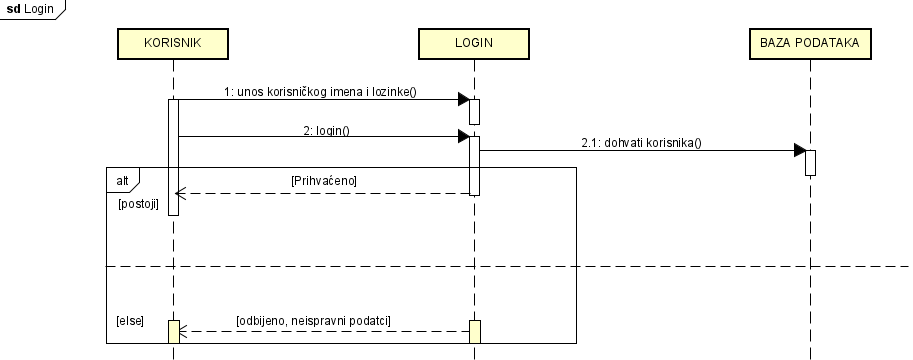 sd Login
KORISNIK
LOGIN
BAZA PODATAKA
1: unos korisničkog imena i lozinke()
2: login()
2.1: dohvati korisnika()
alt
[Prihvaćeno]
[postoji]
[else]
[odbijeno, neispravni podatci]